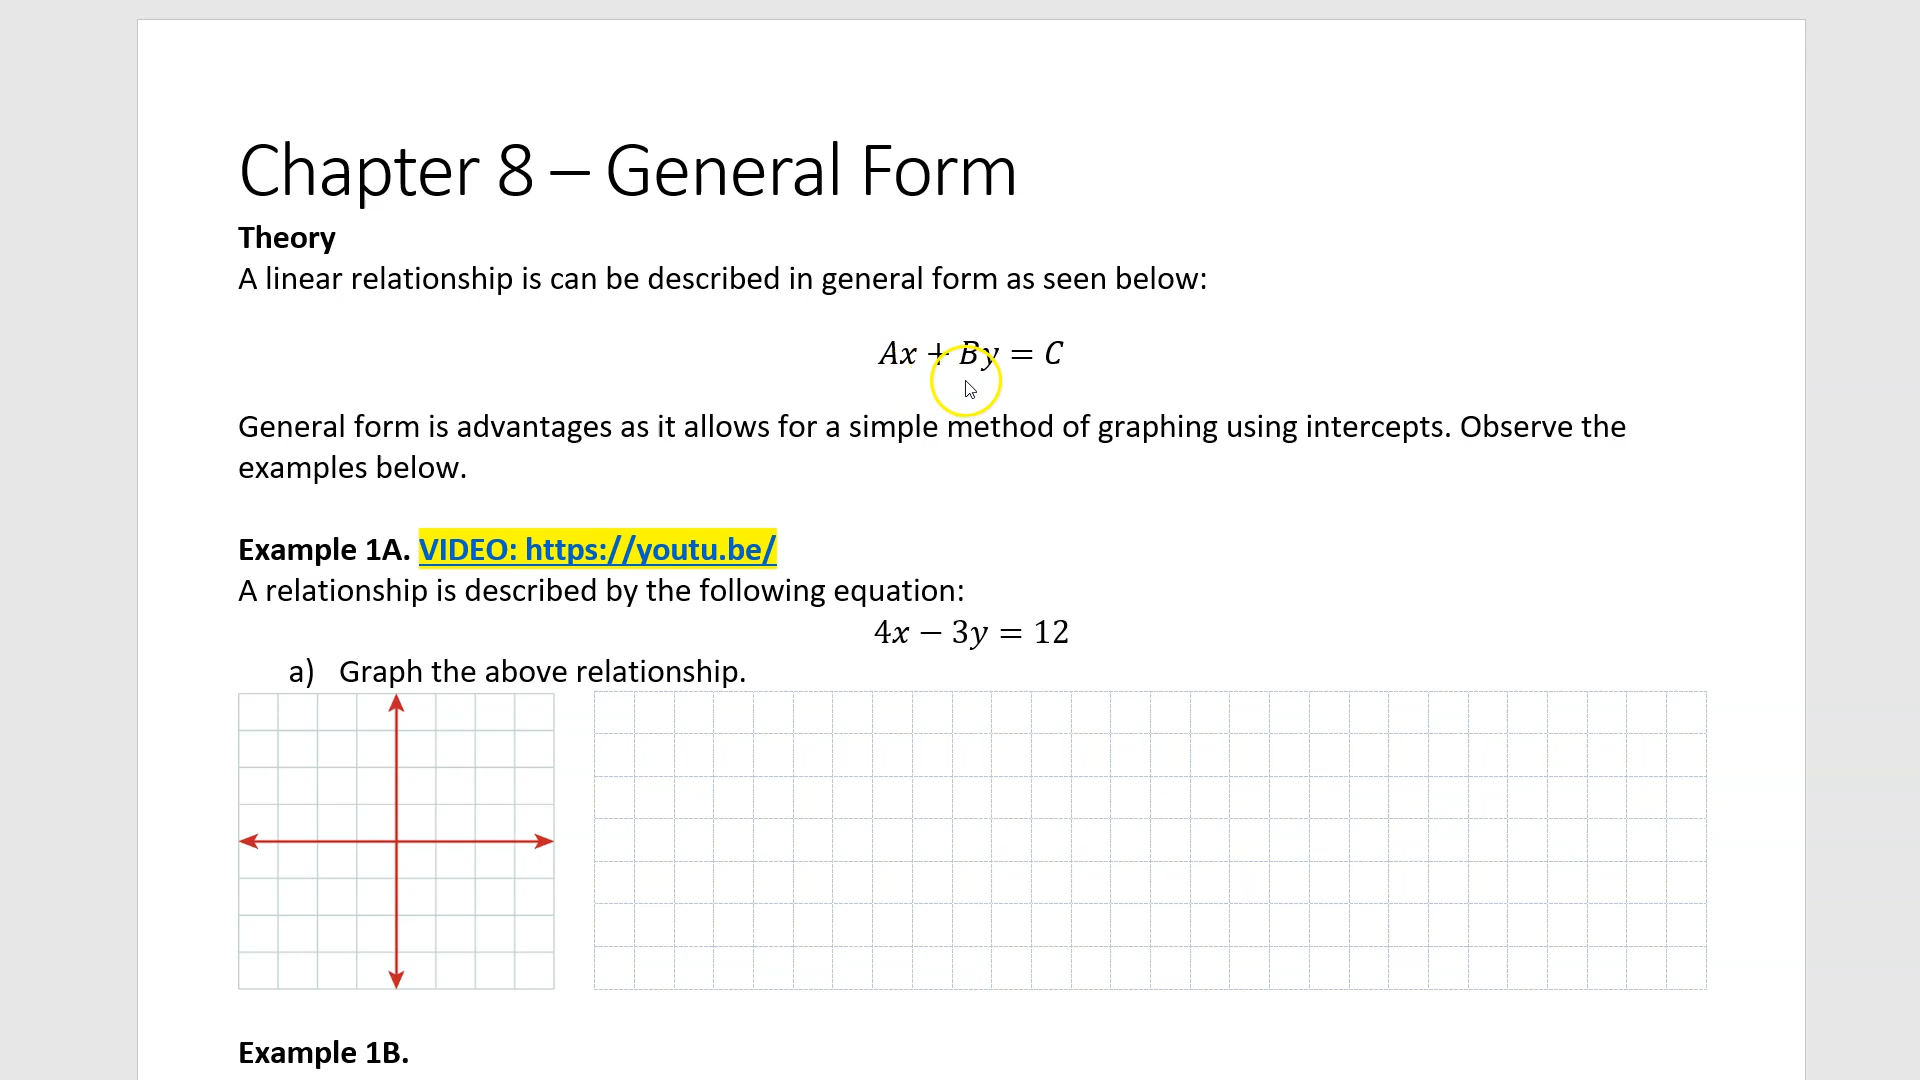 Chapter 8 – General Form
Theory
A linear relationship is can be described in general form as seen below:
Ax + By = C
General form is advantages as it allows for a simple method of graphing using intercepts. Observe the
examples below.
Example 1A. VIDEO: https://youtu.be/
A relationship is described by the following equation:
4x − 3y = 12
a) Graph the above relationship.
Example 1B.